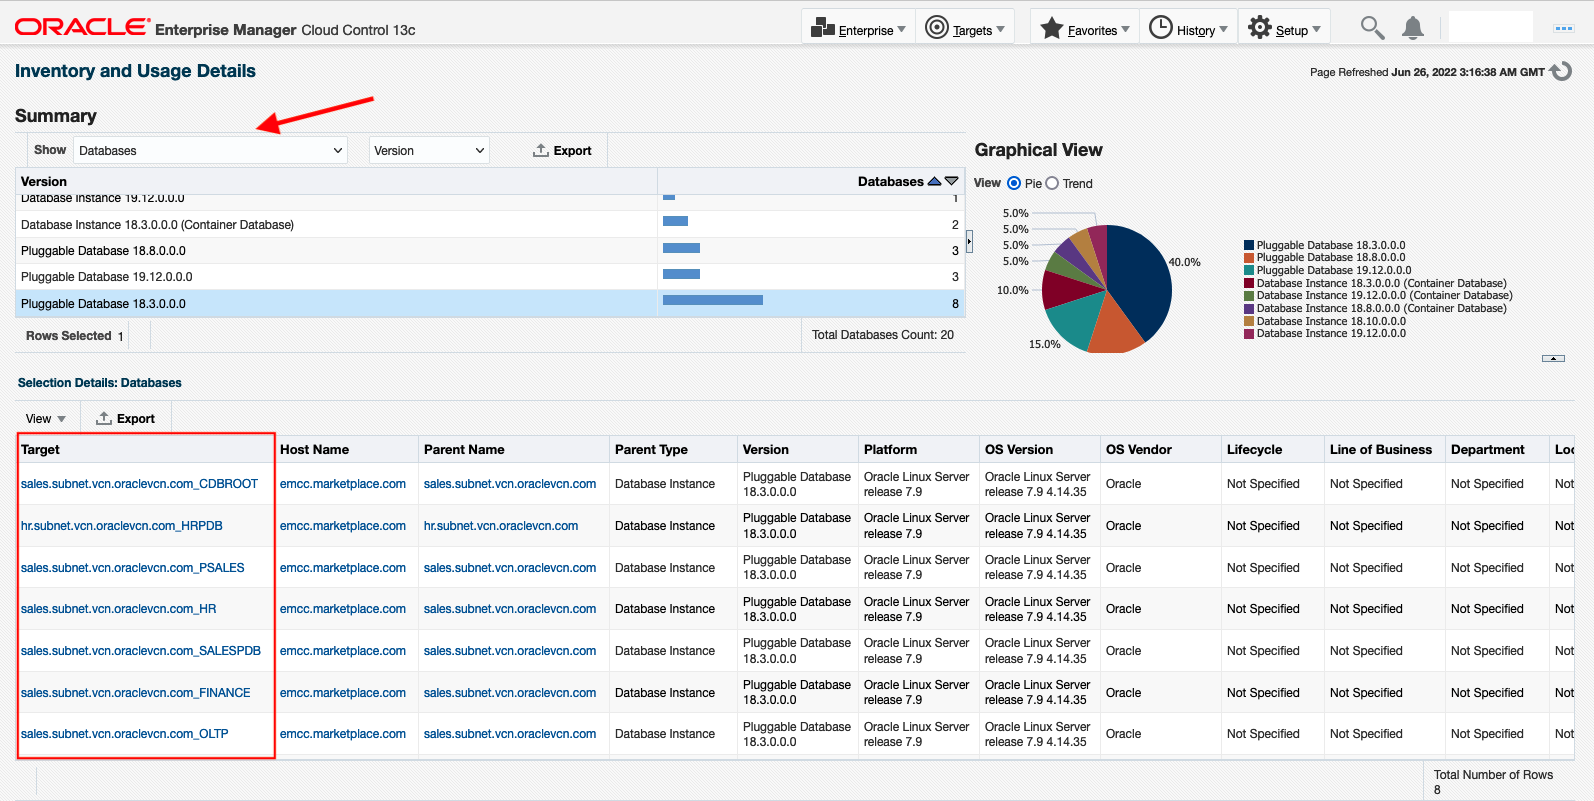 ORACLE Enterprise Manager Cloud Control 13c
Enterprise Targets Favorites History Setup
Inventory and Usage Details
Page Refreshed Jun 26, 2022 3:16:38 AM GMT
Summary
Show Databases Version Export
Version Databases
Database Instance 19.12.0.0.0 1
Database Instance 18.3.0.0.0 (Container Database) 2
Pluggable Database 18.8.0.0.0 3
Pluggable Database 19.12.0.0.0 3
Pluggable Database 18.3.0.0.0 8
Rows Selected 1
Total Databases Count: 20
Graphical View
View Pie Trend
5.0%
5.0%
5.0%
5.0%
10.0%
15.0%
40.0%
Pluggable Database 18.3.0.0.0
Pluggable Database 18.8.0.0.0
Pluggable Database 19.12.0.0.0
Database Instance 18.3.0.0.0 (Container Database)
Database Instance 19.12.0.0.0 (Container Database)
Database Instance 18.8.0.0.0 (Container Database)
Database Instance 18.10.0.0.0
Database Instance 19.12.0.0.0
Selection Details: Databases
View Export
Target Host Name Parent Name Parent Type Version Platform OS Version OS Vendor Lifecycle Line of Business Department Loc
sales.subnet.vcn.oraclevcn.com_CDBROOT emcc.marketplace.com sales.subnet.vcn.oraclevcn.com Database Instance Pluggable Database 18.3.0.0.0 Oracle Linux Server release 7.9 Oracle Linux Server release 7.9 4.14.35 Oracle Not Specified Not Specified Not Specified Not
hr.subnet.vcn.oraclevcn.com_HRPDB emcc.marketplace.com hr.subnet.vcn.oraclevcn.com Database Instance Pluggable Database 18.3.0.0.0 Oracle Linux Server release 7.9 Oracle Linux Server release 7.9 4.14.35 Oracle Not Specified Not Specified Not Specified Not
sales.subnet.vcn.oraclevcn.com_PSALES emcc.marketplace.com sales.subnet.vcn.oraclevcn.com Database Instance Pluggable Database 18.3.0.0.0 Oracle Linux Server release 7.9 Oracle Linux Server release 7.9 4.14.35 Oracle Not Specified Not Specified Not Specified Not
sales.subnet.vcn.oraclevcn.com_HR emcc.marketplace.com sales.subnet.vcn.oraclevcn.com Database Instance Pluggable Database 18.3.0.0.0 Oracle Linux Server release 7.9 Oracle Linux Server release 7.9 4.14.35 Oracle Not Specified Not Specified Not Specified Not
sales.subnet.vcn.oraclevcn.com_SALESPDB emcc.marketplace.com sales.subnet.vcn.oraclevcn.com Database Instance Pluggable Database 18.3.0.0.0 Oracle Linux Server release 7.9 Oracle Linux Server release 7.9 4.14.35 Oracle Not Specified Not Specified Not Specified Not
sales.subnet.vcn.oraclevcn.com_FINANCE emcc.marketplace.com sales.subnet.vcn.oraclevcn.com Database Instance Pluggable Database 18.3.0.0.0 Oracle Linux Server release 7.9 Oracle Linux Server release 7.9 4.14.35 Oracle Not Specified Not Specified Not Specified Not
sales.subnet.vcn.oraclevcn.com_OLTP emcc.marketplace.com sales.subnet.vcn.oraclevcn.com Database Instance Pluggable Database 18.3.0.0.0 Oracle Linux Server release 7.9 Oracle Linux Server release 7.9 4.14.35 Oracle Not Specified Not Specified Not Specified Not
Total Number of Rows
8